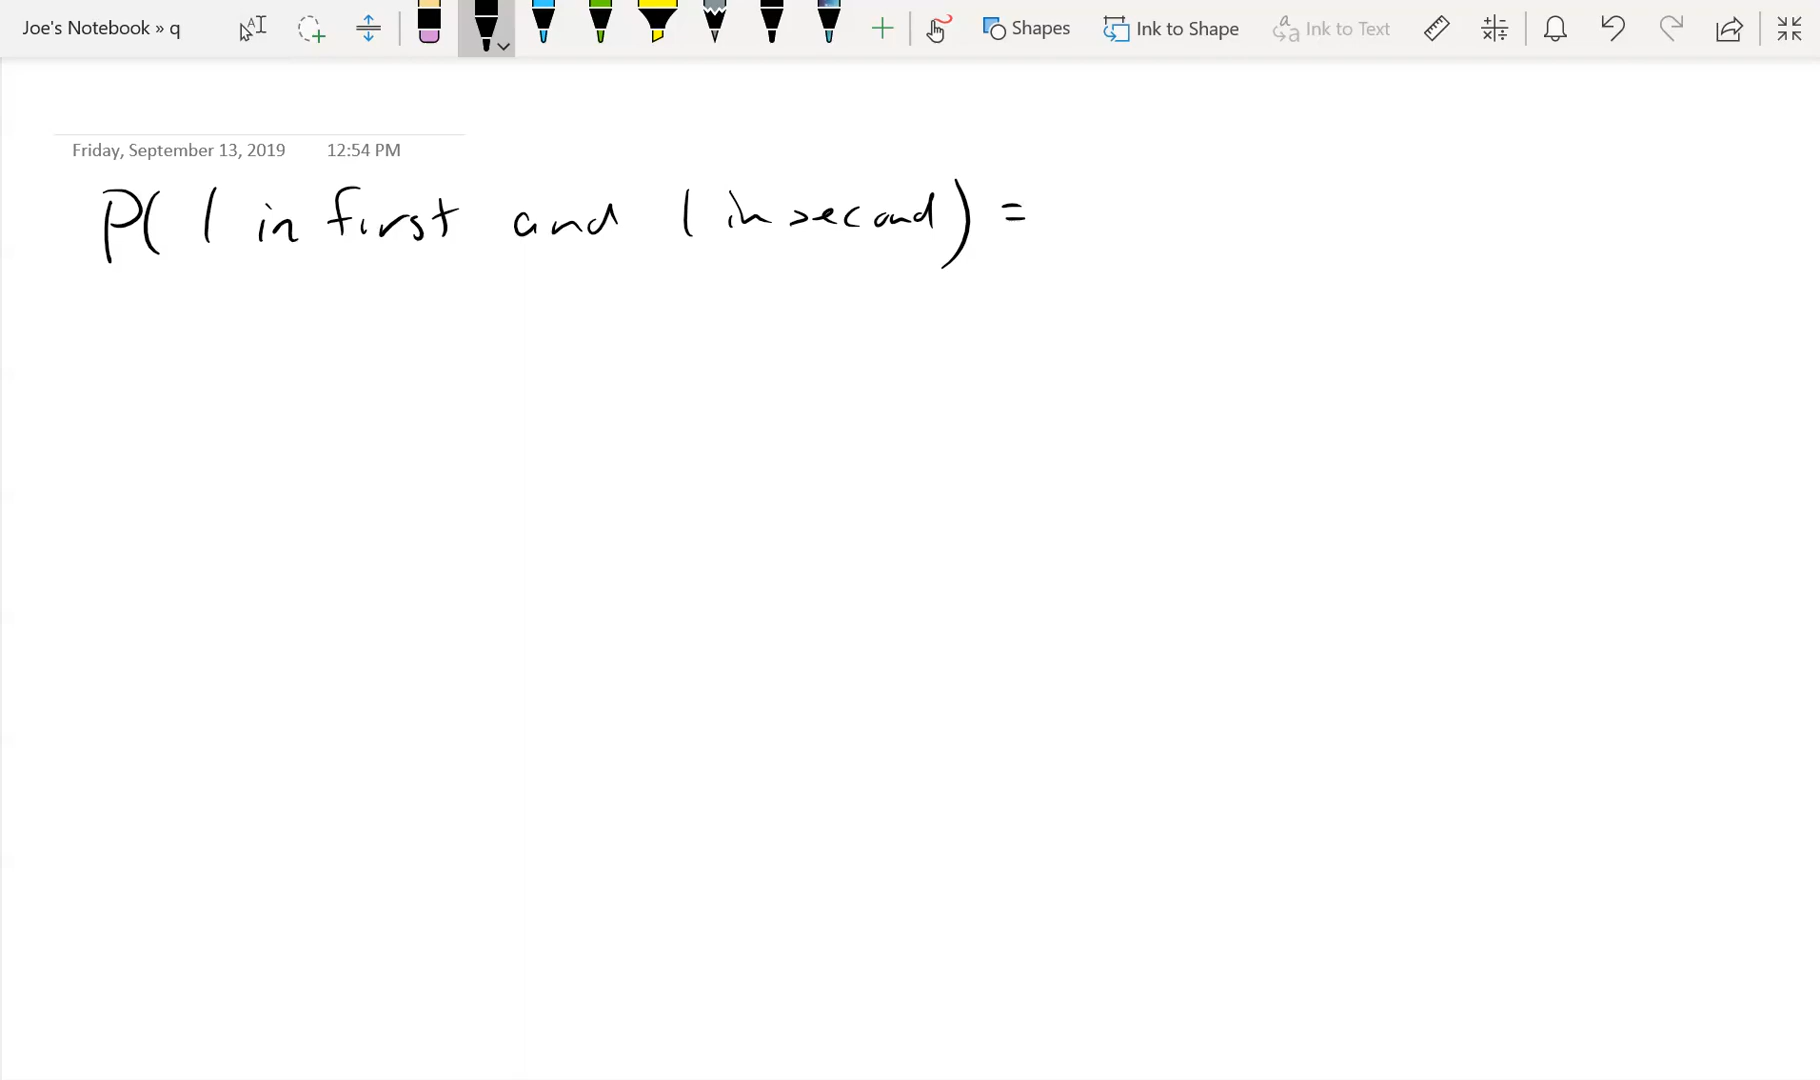 Joe's Notebook » q
Shapes
Ink to Shape
Ink to Text
Friday, September 13, 2019 12:54 PM
P( 1 in first and 1 in second) =